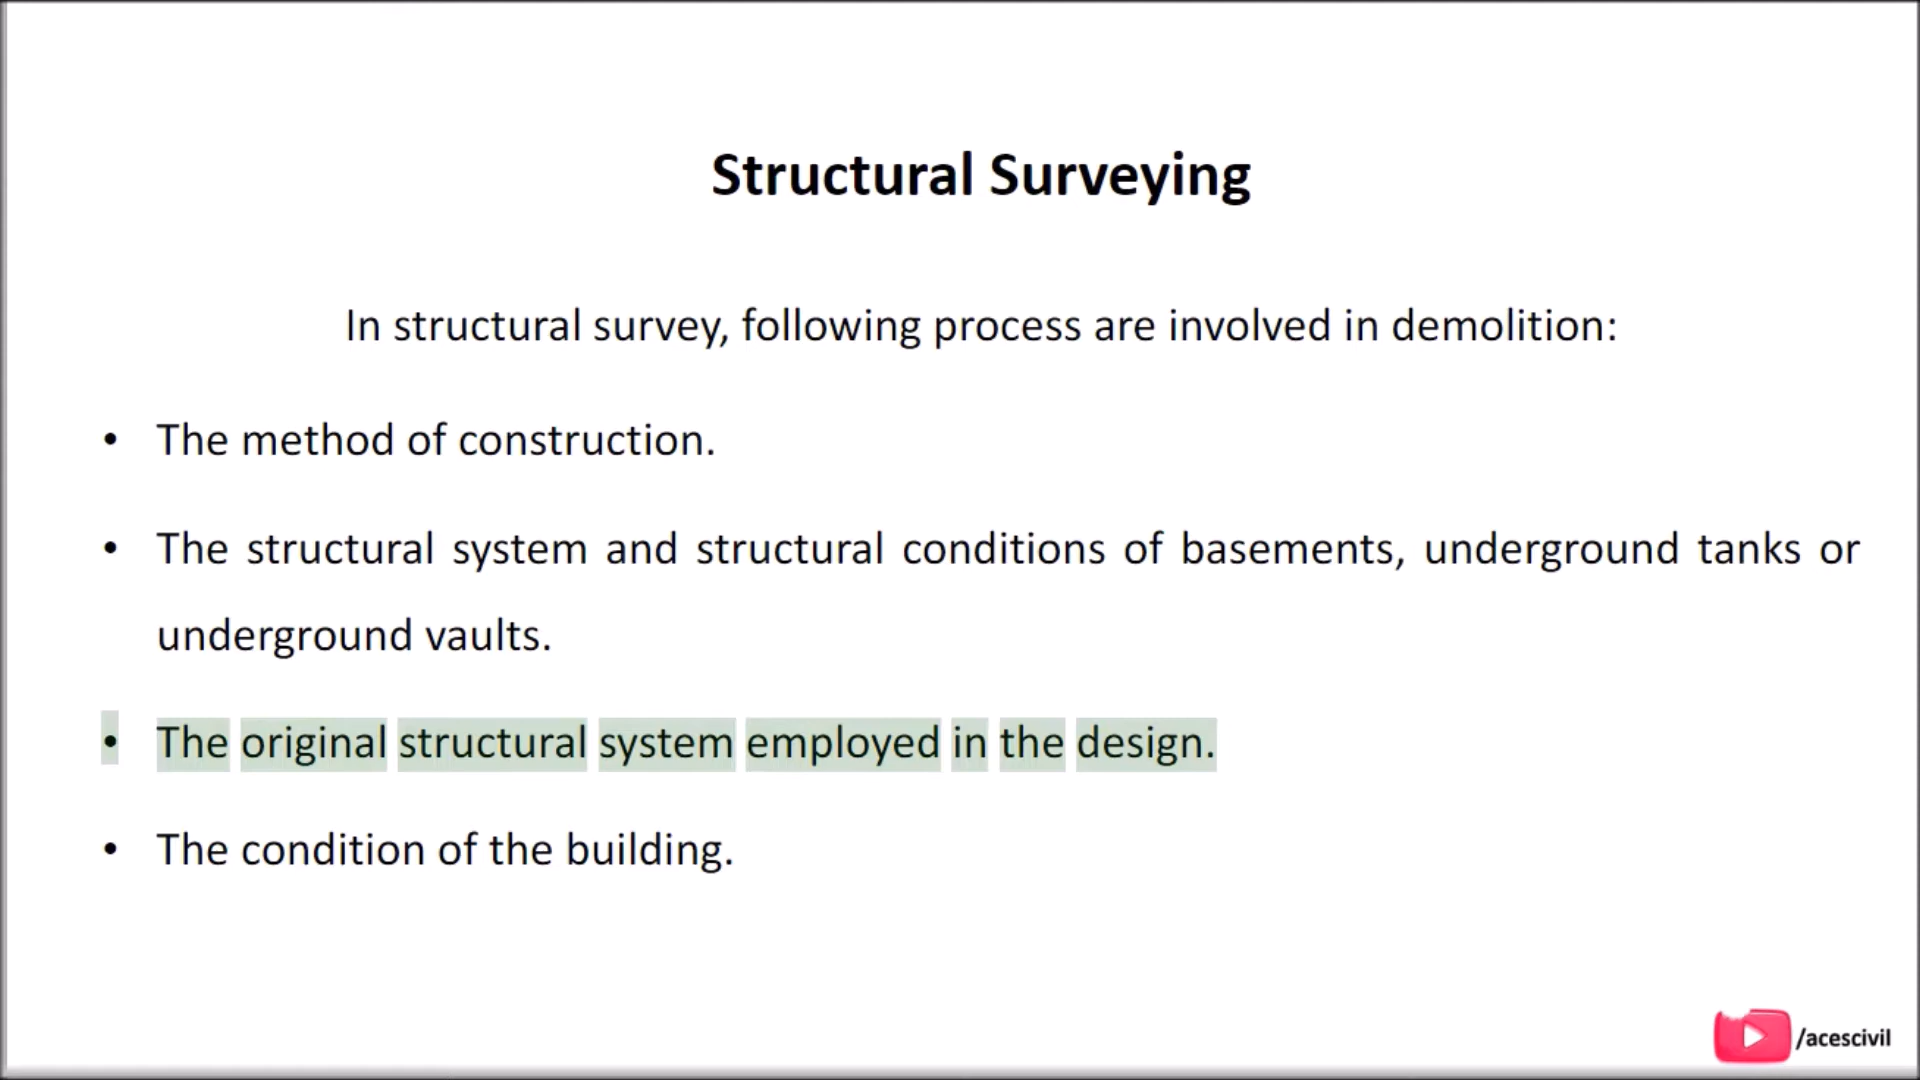 Structural Surveying
In structural survey, following process are involved in demolition:
• The method of construction.
• The structural system and structural conditions of basements, underground tanks or
underground vaults.
• The original structural system employed in the design.
• The condition of the building.
/acescivil